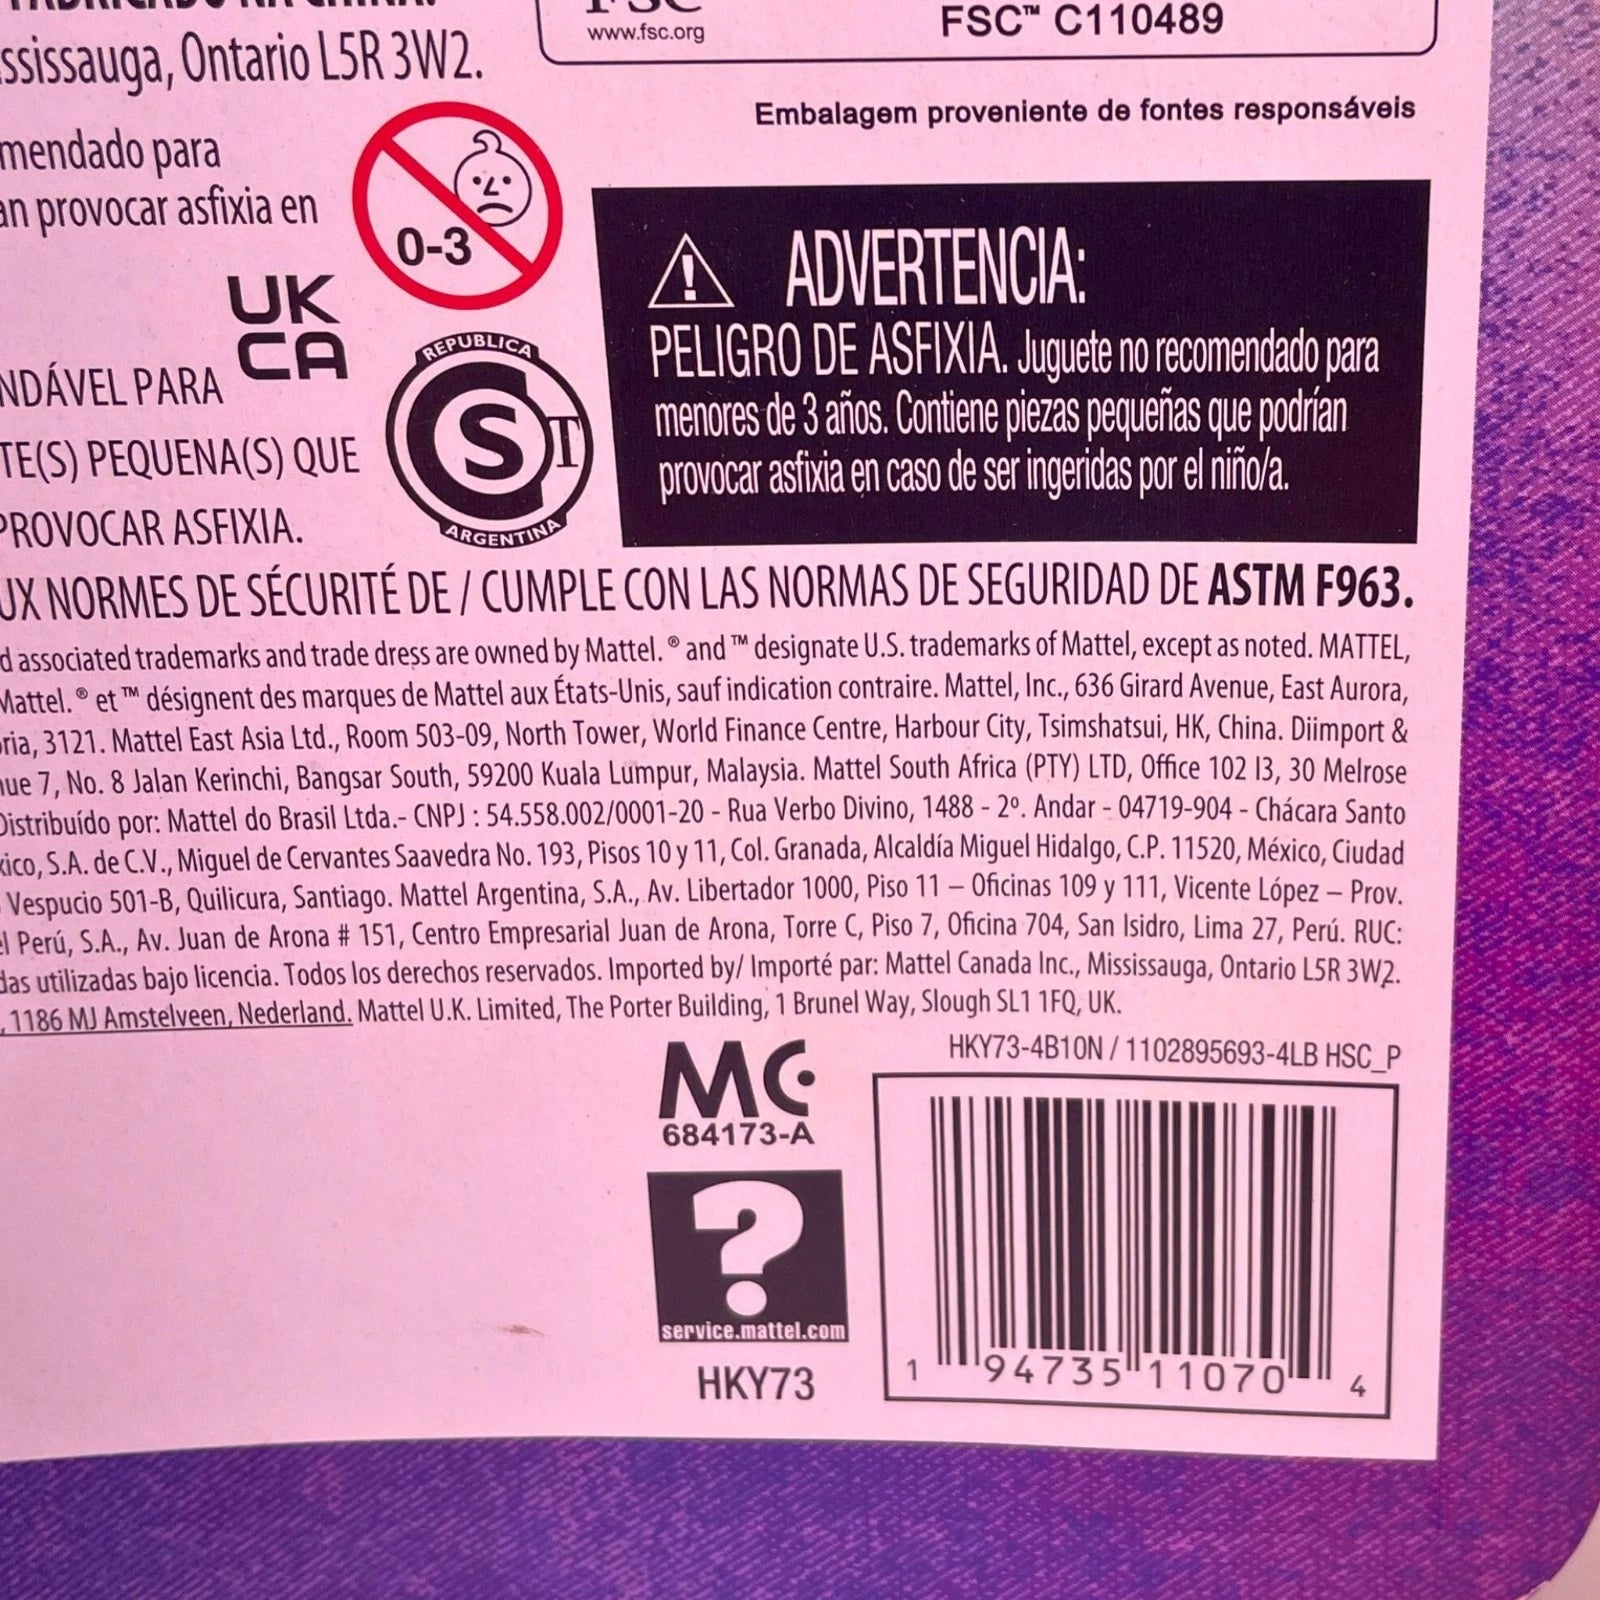 FABRICADO NA CHINA.
ssissauga, Ontario L5R 3W2.
FSC
www.fsc.org
FSC™ C110489
Embalagem proveniente de fontes responsáveis
mendado para
an provocar asfixia en
0-3
UK
CA
NDÁVEL PARA
TE(S) PEQUENA(S) QUE
PROVOCAR ASFIXIA.
REPUBLICA
S
T
ARGENTINA
! ADVERTENCIA:
PELIGRO DE ASFIXIA. Juguete no recomendado para
menores de 3 años. Contiene piezas pequeñas que podrían
provocar asfixia en caso de ser ingeridas por el niño/a.
UX NORMES DE SÉCURITÉ DE / CUMPLE CON LAS NORMAS DE SEGURIDAD DE ASTM F963.
d associated trademarks and trade dress are owned by Mattel. ® and ™ designate U.S. trademarks of Mattel, except as noted. MATTEL,
Mattel. ® et ™ désignent des marques de Mattel aux États-Unis, sauf indication contraire. Mattel, Inc., 636 Girard Avenue, East Aurora,
oria, 3121. Mattel East Asia Ltd., Room 503-09, North Tower, World Finance Centre, Harbour City, Tsimshatsui, HK, China. Diimport &
nue 7, No. 8 Jalan Kerinchi, Bangsar South, 59200 Kuala Lumpur, Malaysia. Mattel South Africa (PTY) LTD, Office 102 I3, 30 Melrose
Distribuído por: Mattel do Brasil Ltda.- CNPJ : 54.558.002/0001-20 - Rua Verbo Divino, 1488 - 2º. Andar - 04719-904 - Chácara Santo
xico, S.A. de C.V., Miguel de Cervantes Saavedra No. 193, Pisos 10 y 11, Col. Granada, Alcaldía Miguel Hidalgo, C.P. 11520, México, Ciudad
Vespucio 501-B, Quilicura, Santiago. Mattel Argentina, S.A., Av. Libertador 1000, Piso 11 – Oficinas 109 y 111, Vicente López – Prov.
el Perú, S.A., Av. Juan de Arona # 151, Centro Empresarial Juan de Arona, Torre C, Piso 7, Oficina 704, San Isidro, Lima 27, Perú. RUC:
das utilizadas bajo licencia. Todos los derechos reservados. Imported by/ Importé par: Mattel Canada Inc., Mississauga, Ontario L5R 3W2.
, 1186 MJ Amstelveen, Nederland. Mattel U.K. Limited, The Porter Building, 1 Brunel Way, Slough SL1 1FQ, UK.
HKY73-4B10N / 1102895693-4LB HSC_P
MC
684173-A
?
service.mattel.com
HKY73
1 94735 11070 4